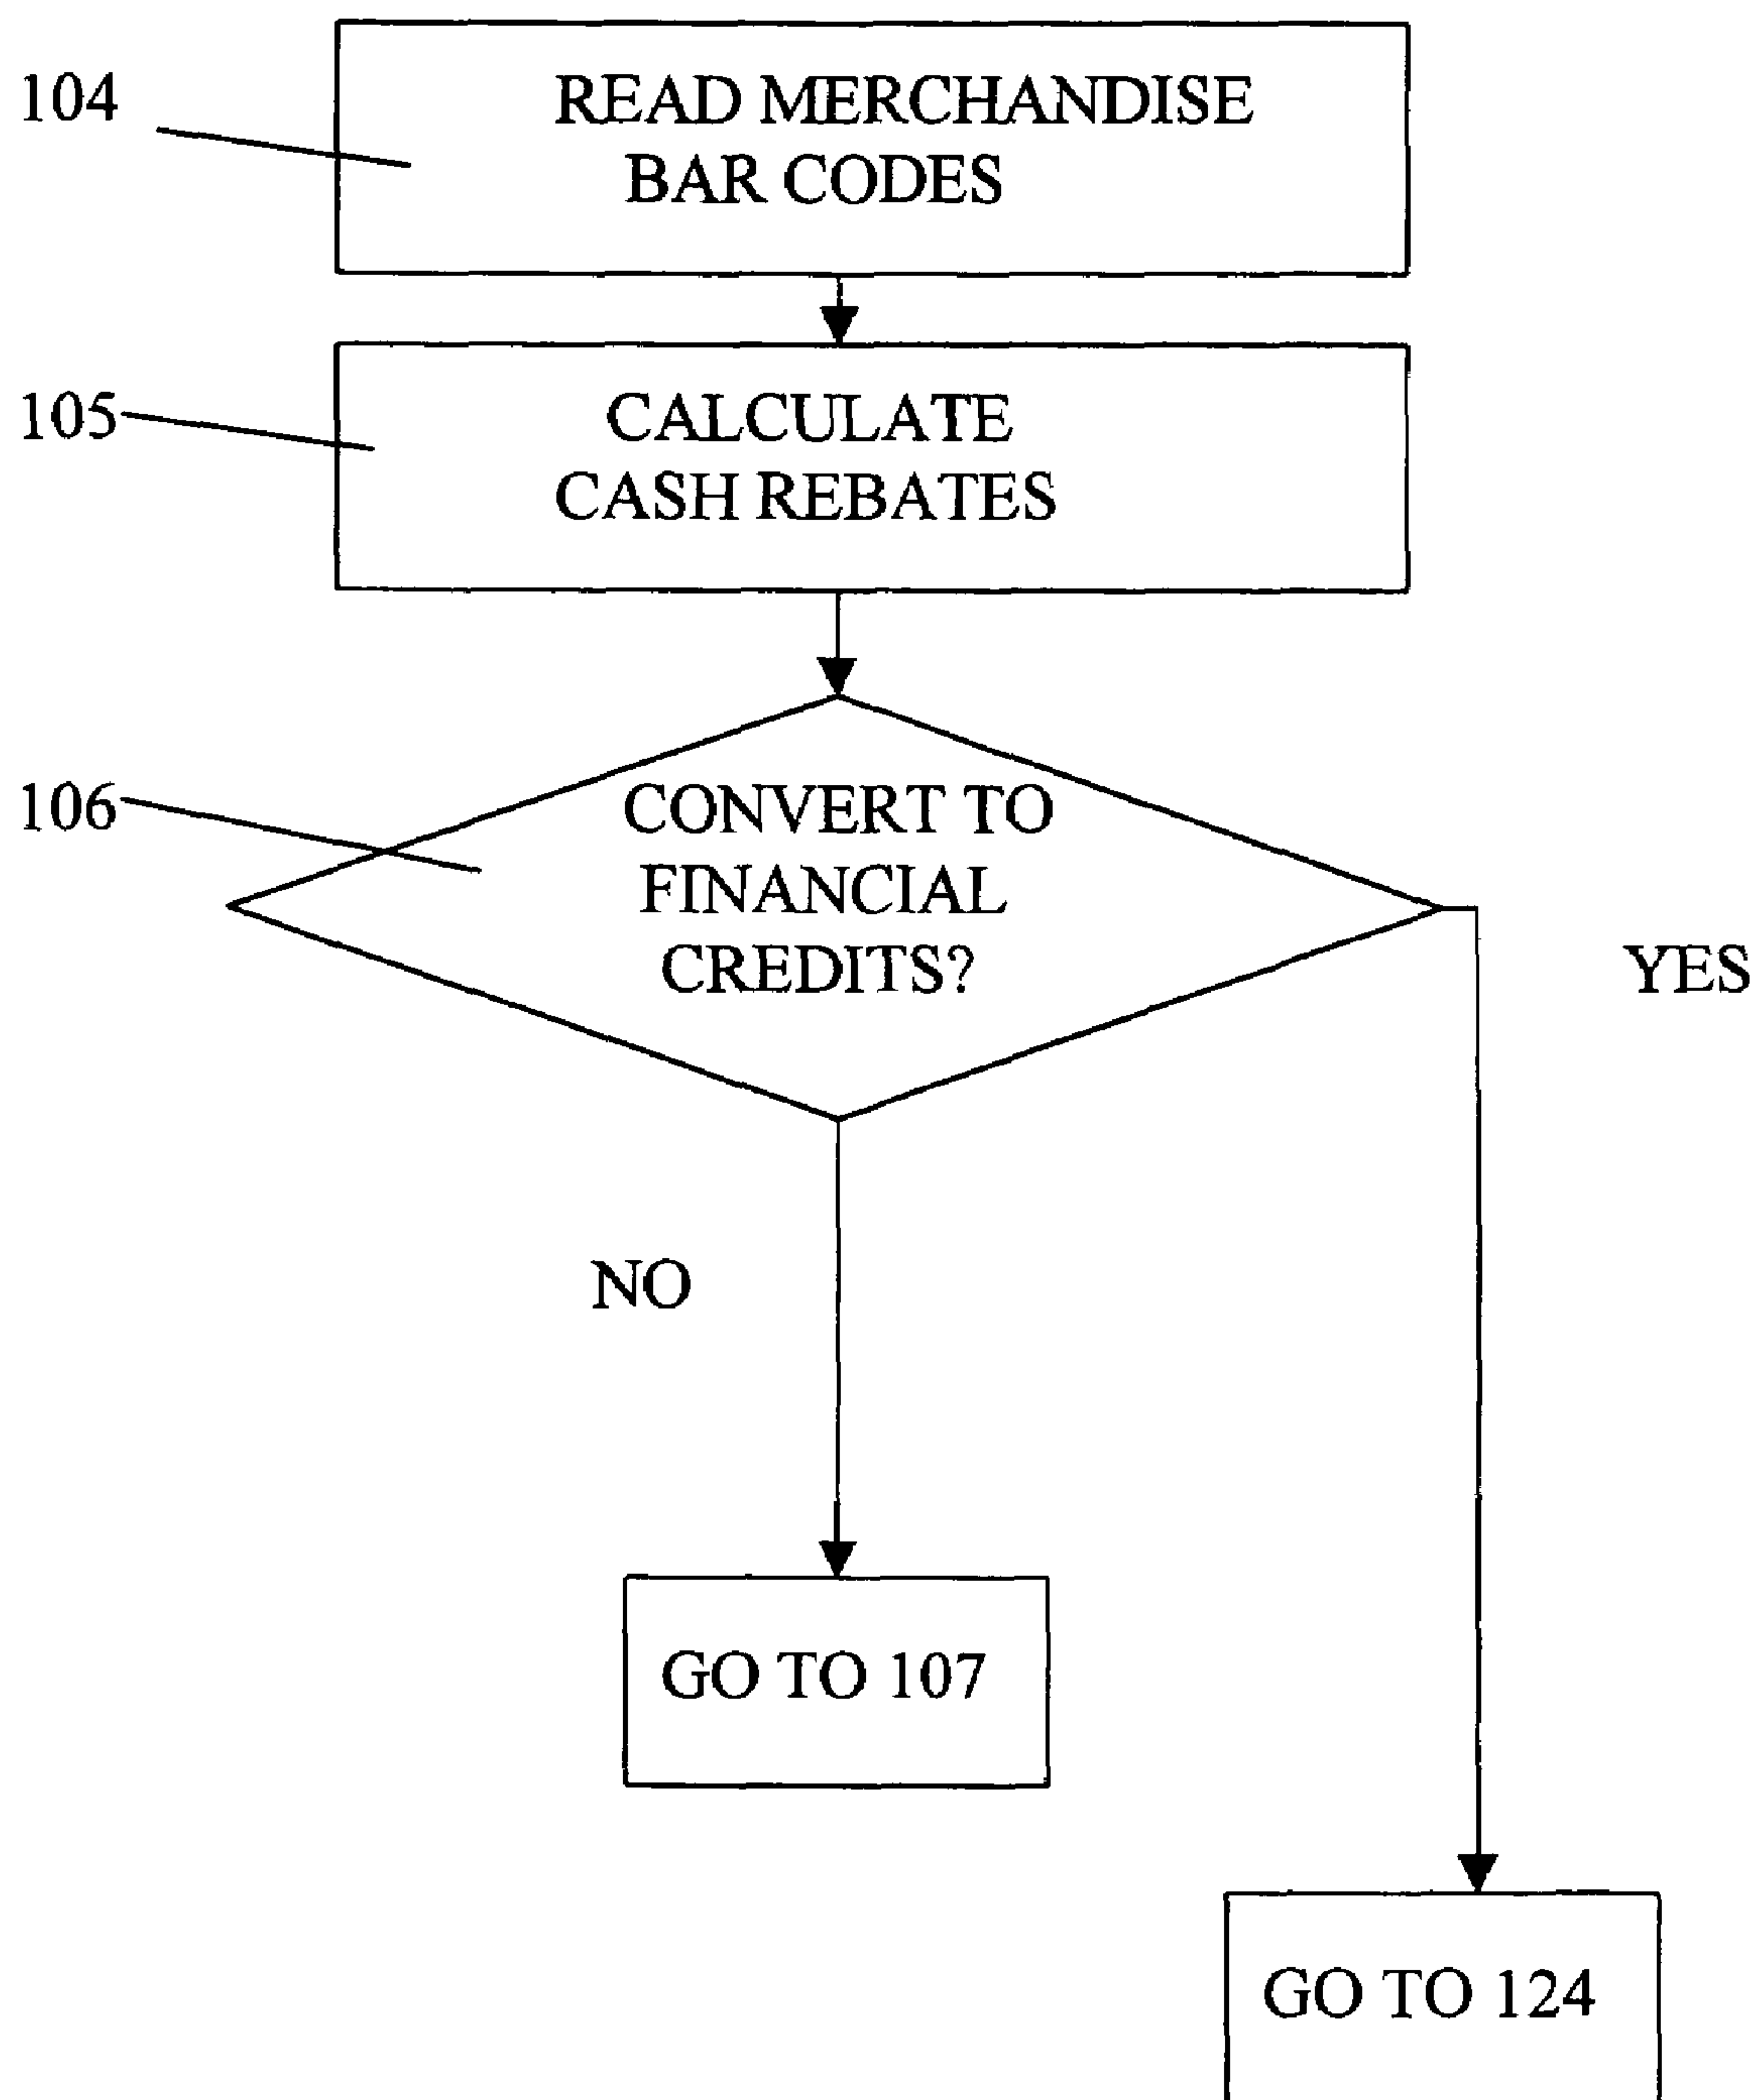 104
READ MERCHANDISE
BAR CODES
105
CALCULATE
CASH REBATES
106
CONVERT TO
FINANCIAL
CREDITS?
YES
NO
GO TO 107
GO TO 124